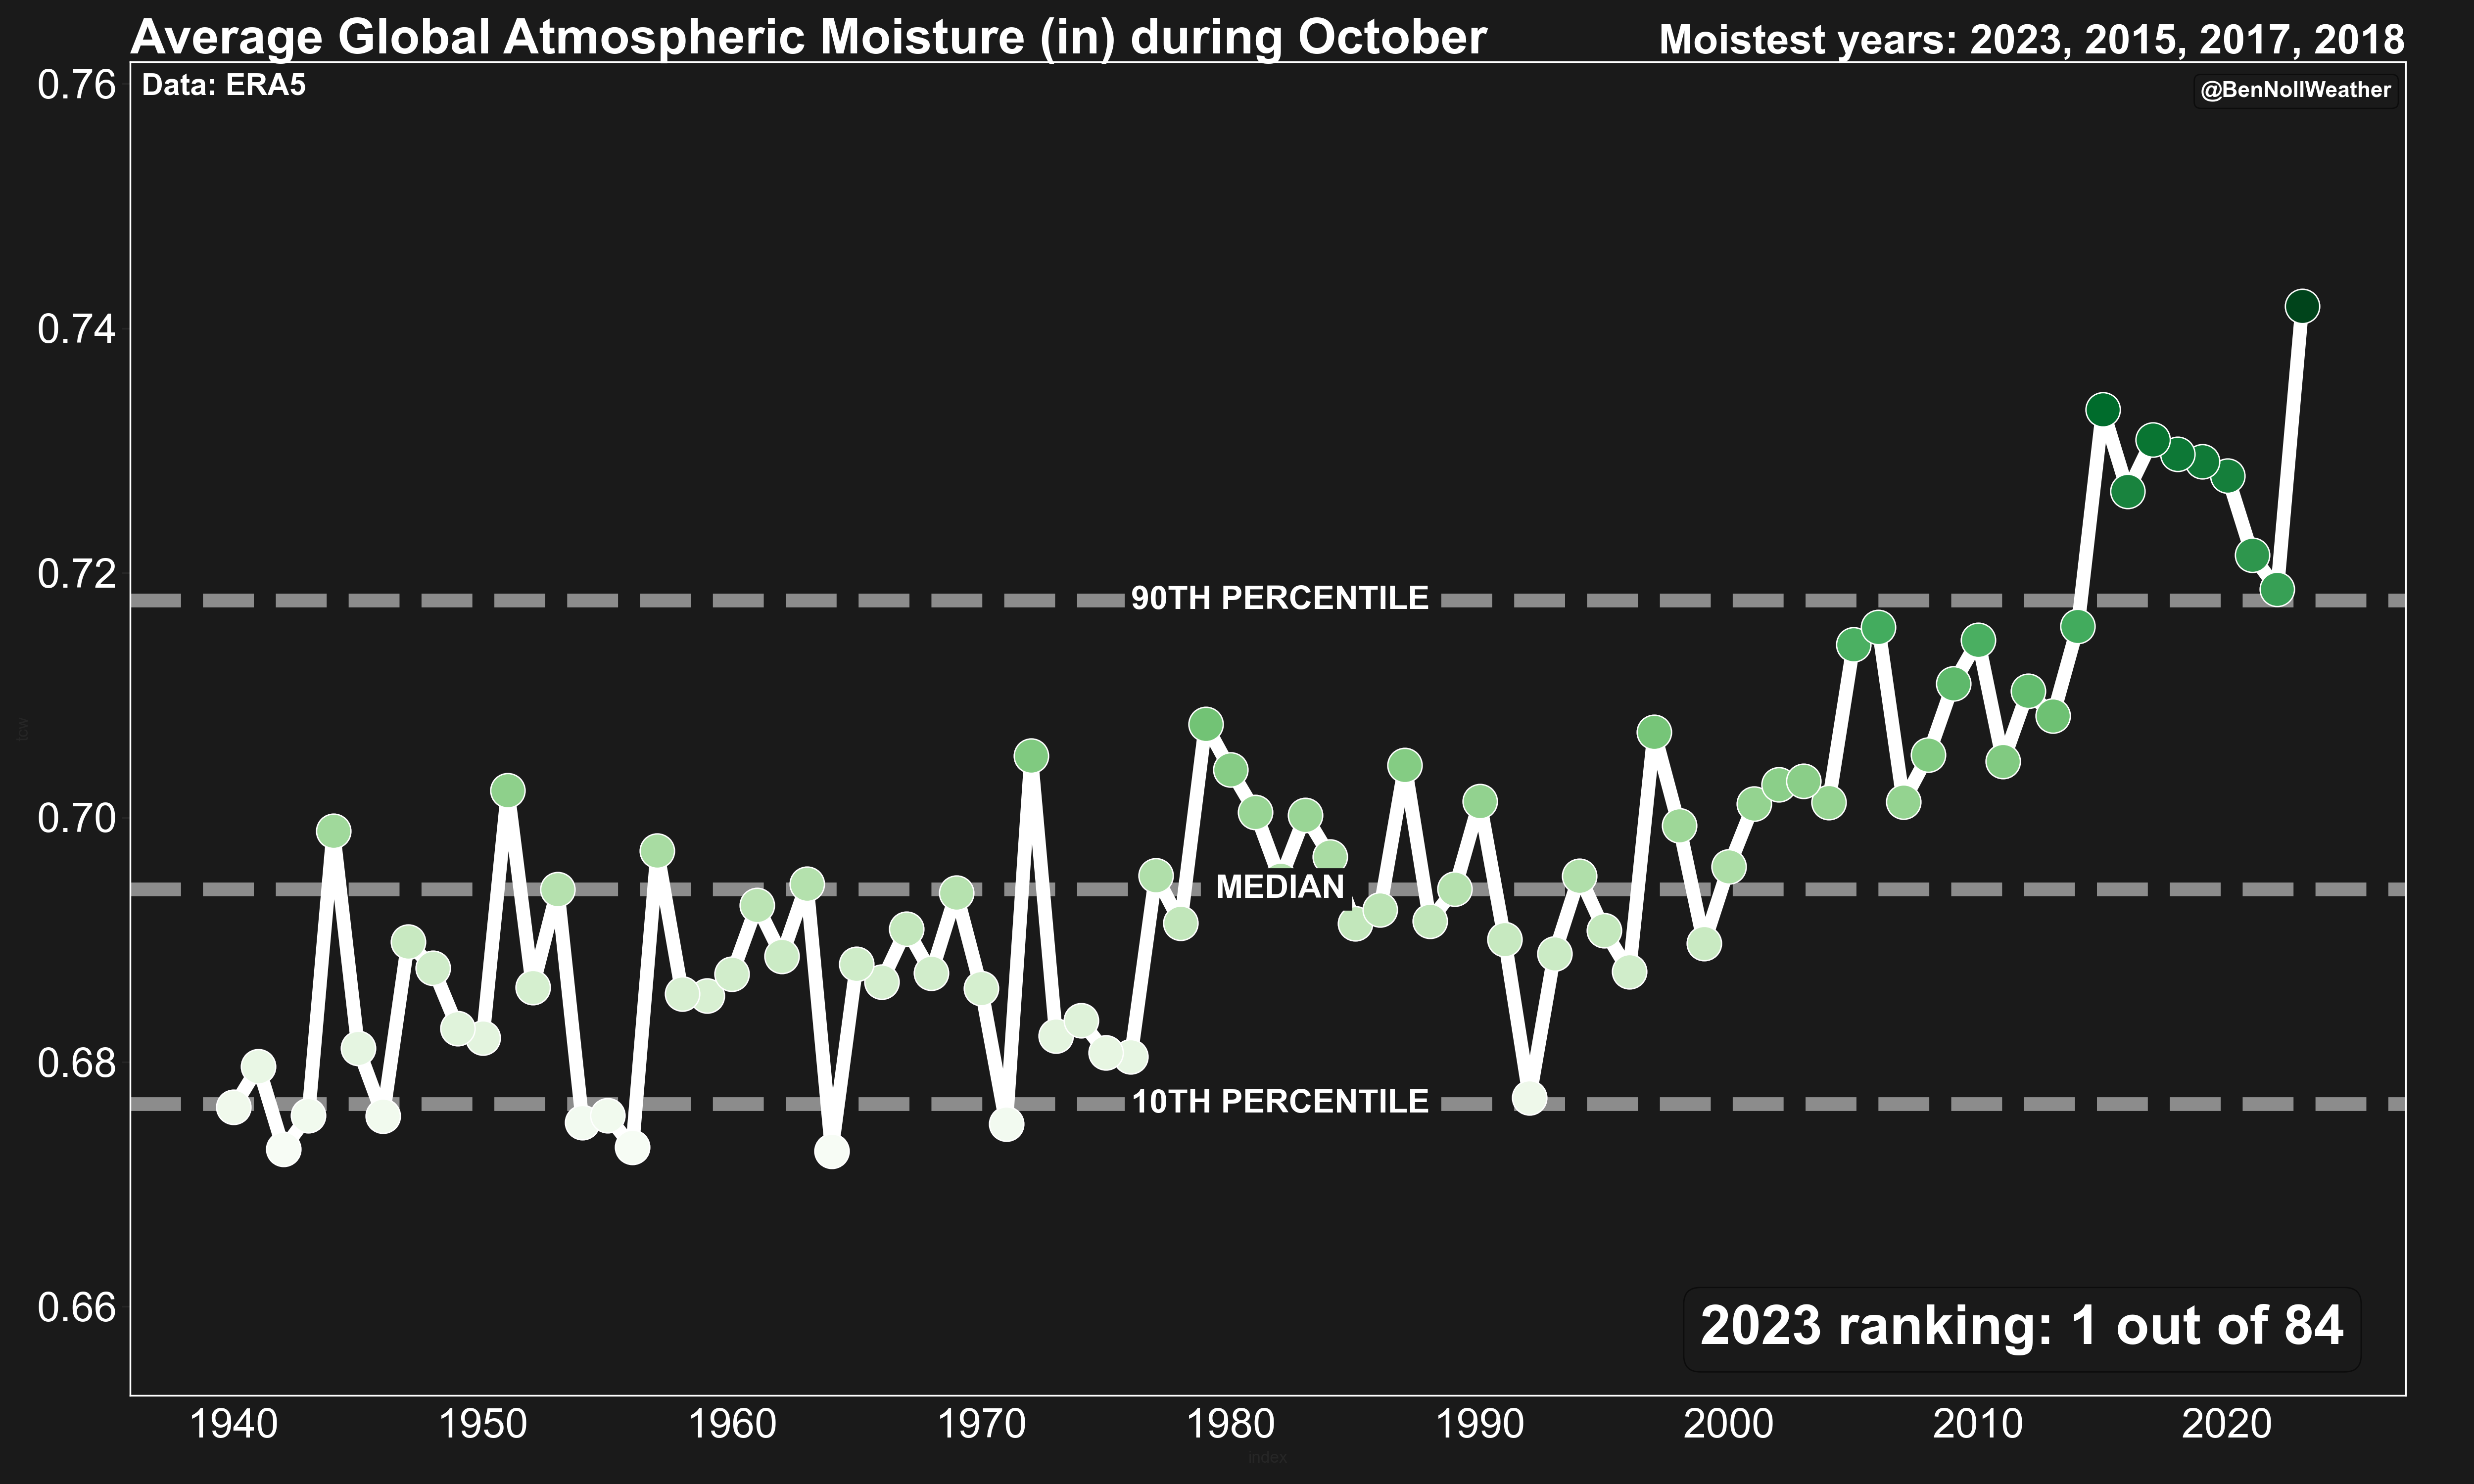 Average Global Atmospheric Moisture (in) during October
Moistest years: 2023, 2015, 2017, 2018
Data: ERA5
@BenNollWeather
0.76
0.74
0.72
0.70
0.68
0.66
tcw
90TH PERCENTILE
MEDIAN
10TH PERCENTILE
2023 ranking: 1 out of 84
1940 1950 1960 1970 1980 1990 2000 2010 2020
index